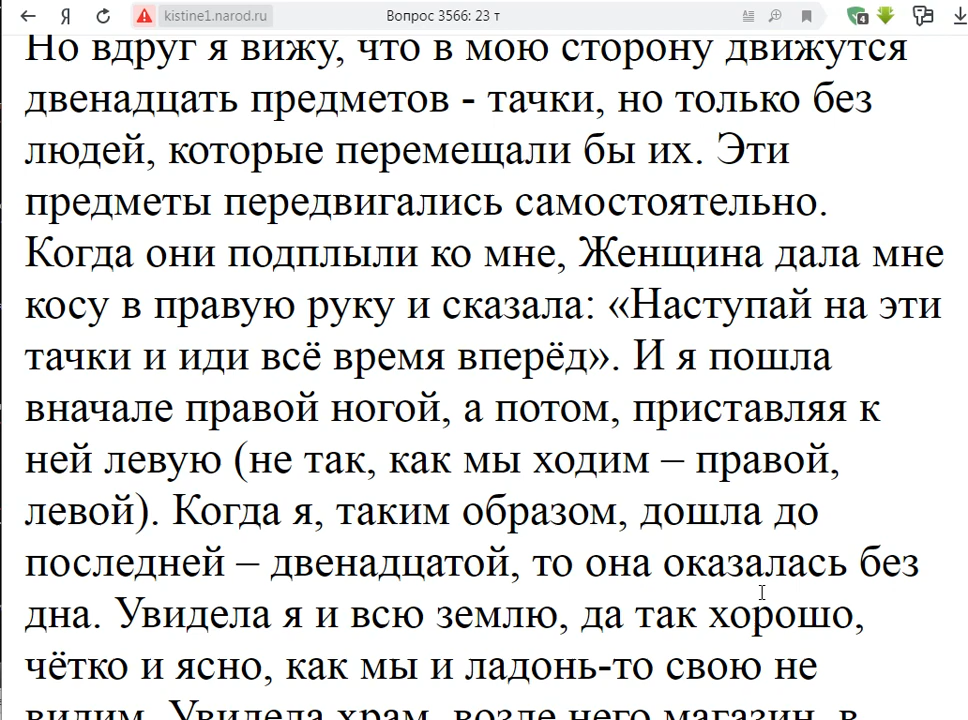 kistine1.narod.ru
Вопрос 3566: 23 т
4
Но вдруг я вижу, что в мою сторону движутся
двенадцать предметов - тачки, но только без
людей, которые перемещали бы их. Эти
предметы передвигались самостоятельно.
Когда они подплыли ко мне, Женщина дала мне
косу в правую руку и сказала: «Наступай на эти
тачки и иди всё время вперёд». И я пошла
вначале правой ногой, а потом, приставляя к
ней левую (не так, как мы ходим – правой,
левой). Когда я, таким образом, дошла до
последней – двенадцатой, то она оказалась без
дна. Увидела я и всю землю, да так хорошо,
чётко и ясно, как мы и ладонь-то свою не
видим. Увидела храм, возле него магазин, в